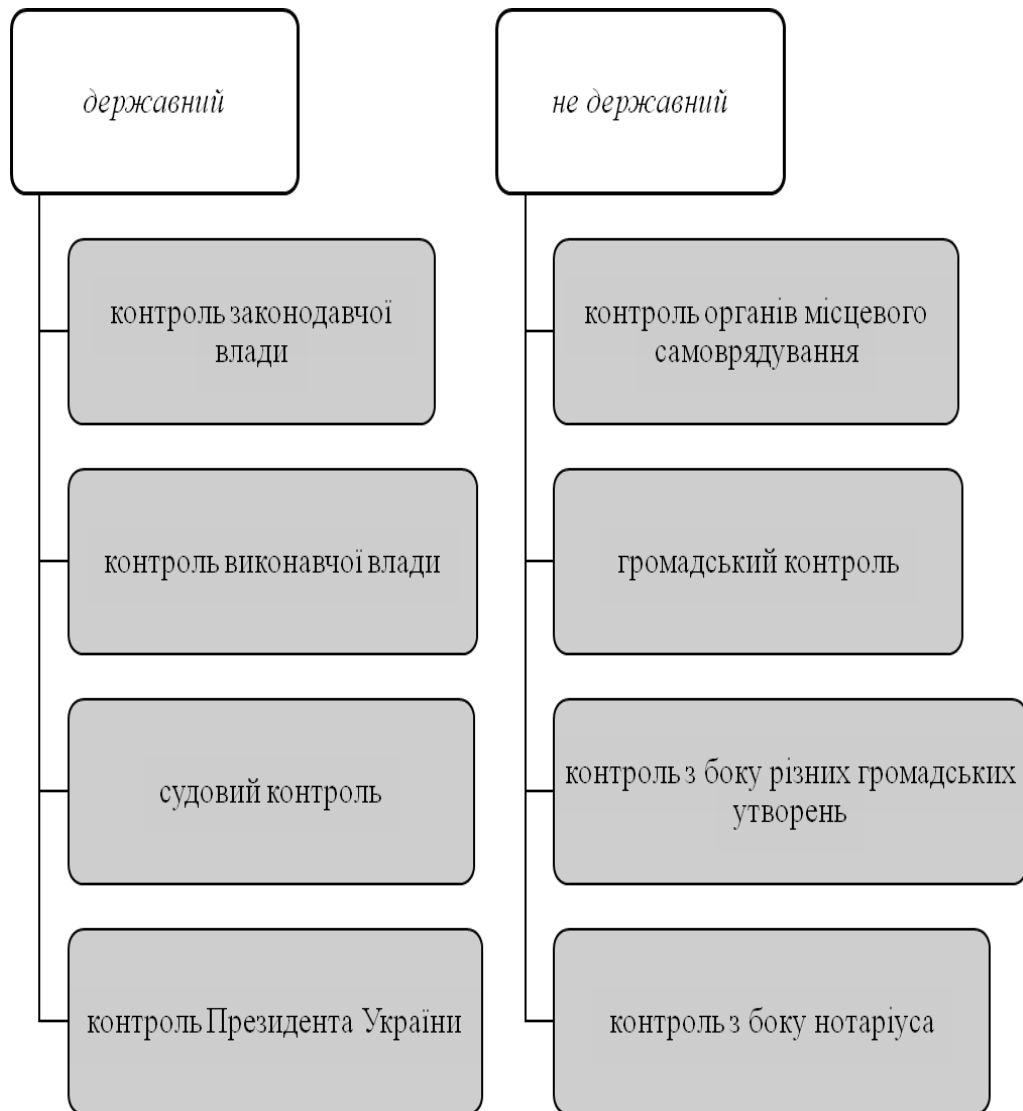 державний
контроль законодавчої
влади
контроль виконавчої влади
судовий контроль
контроль Президента України
не державний
контроль органів місцевого
самоврядування
громадський контроль
контроль з боку різних громадських
утворень
контроль з боку нотаріуса